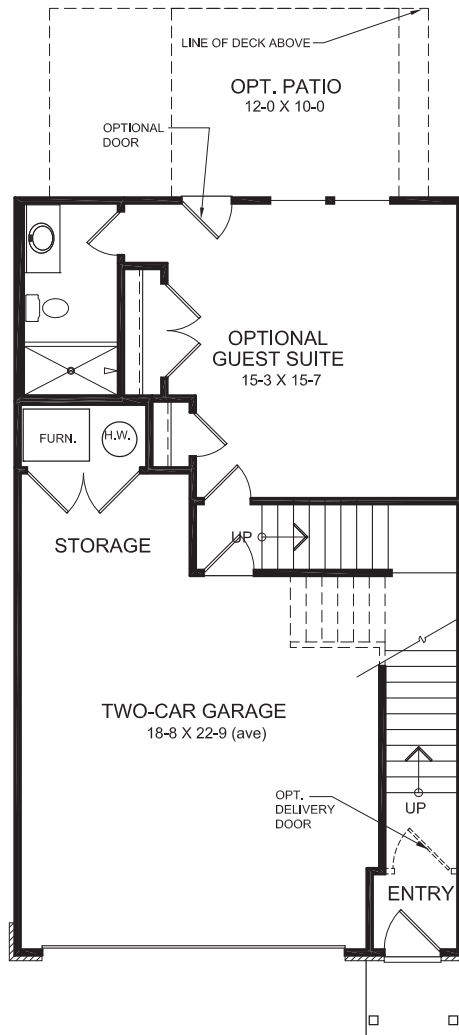 LINE OF DECK ABOVE
OPT. PATIO
12-0 X 10-0
OPTIONAL
DOOR
OPTIONAL
GUEST SUITE
15-3 X 15-7
FURN.
H.W.
UP
STORAGE
TWO-CAR GARAGE
18-8 X 22-9 (ave)
OPT.
DELIVERY
DOOR
UP
ENTRY